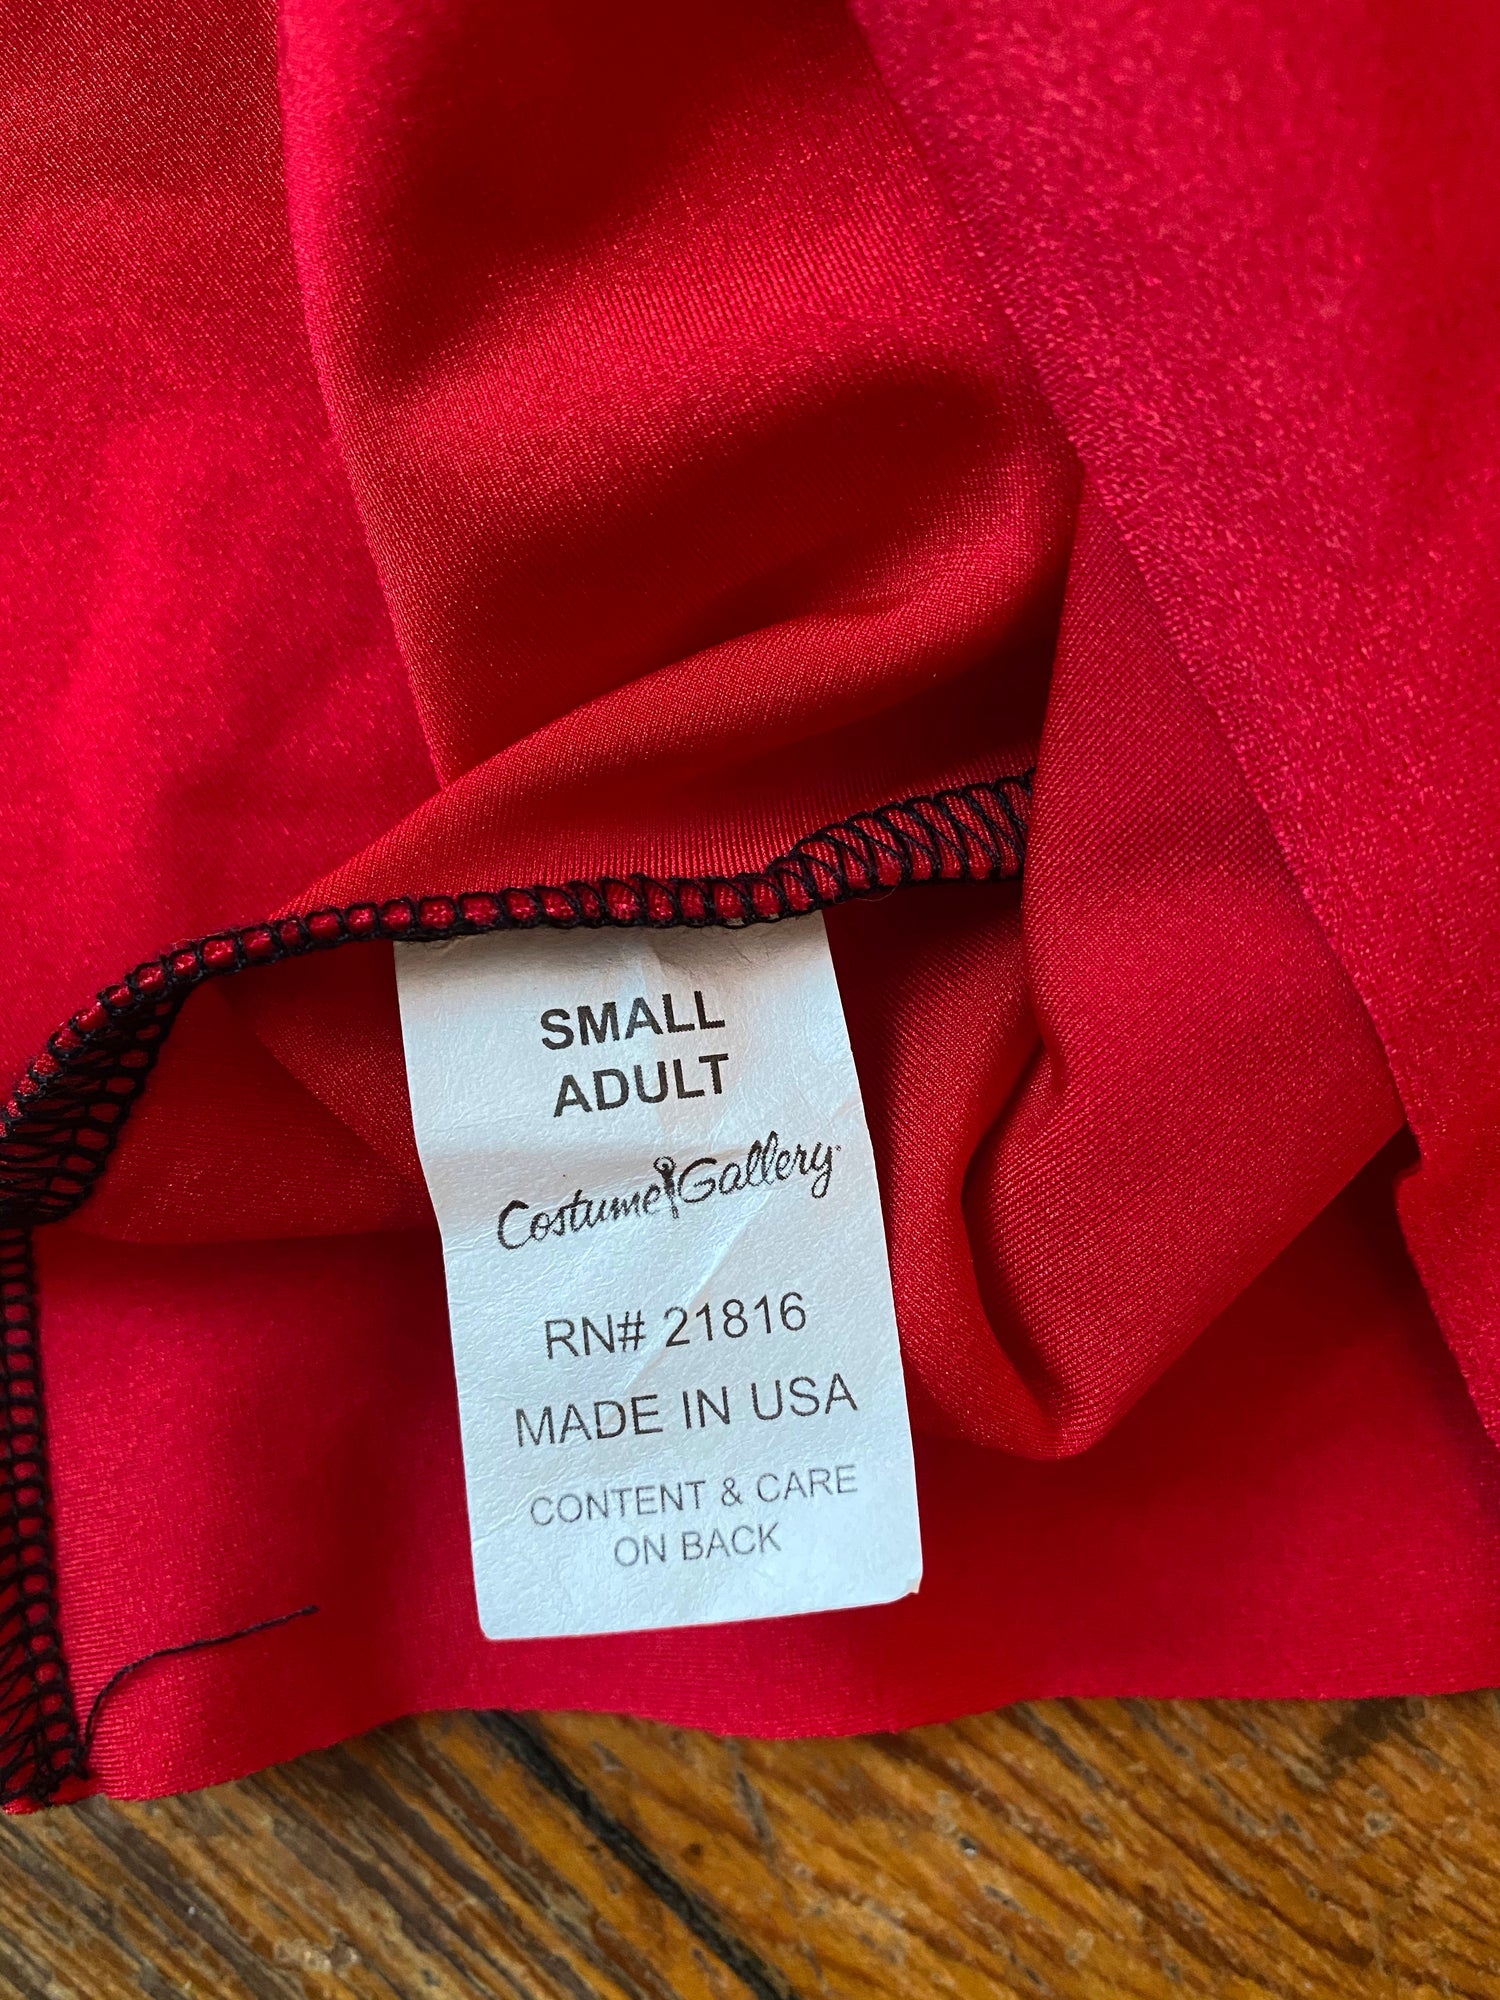 SMALL
ADULT
Costume Gallery
RN# 21816
MADE IN USA
CONTENT & CARE
ON BACK